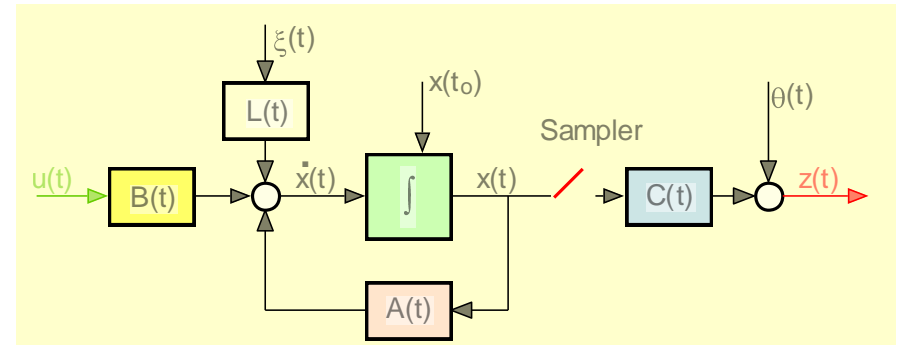 ξ(t)
x(t₀)
θ(t)
L(t)
Sampler
u(t)
B(t)
ẋ(t)
∫
x(t)
C(t)
z(t)
A(t)